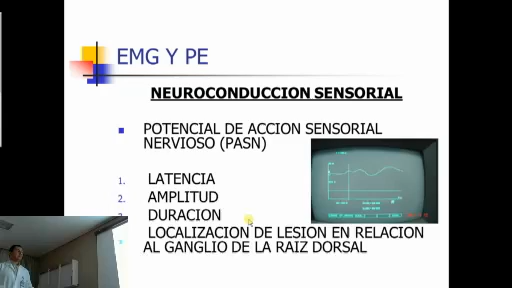 EMG Y PE
NEUROCONDUCCION SENSORIAL
POTENCIAL DE ACCION SENSORIAL
NERVIOSO (PASN)
1. LATENCIA
2. AMPLITUD
DURACION
LOCALIZACION DE LESION EN RELACION
AL GANGLIO DE LA RAIZ DORSAL